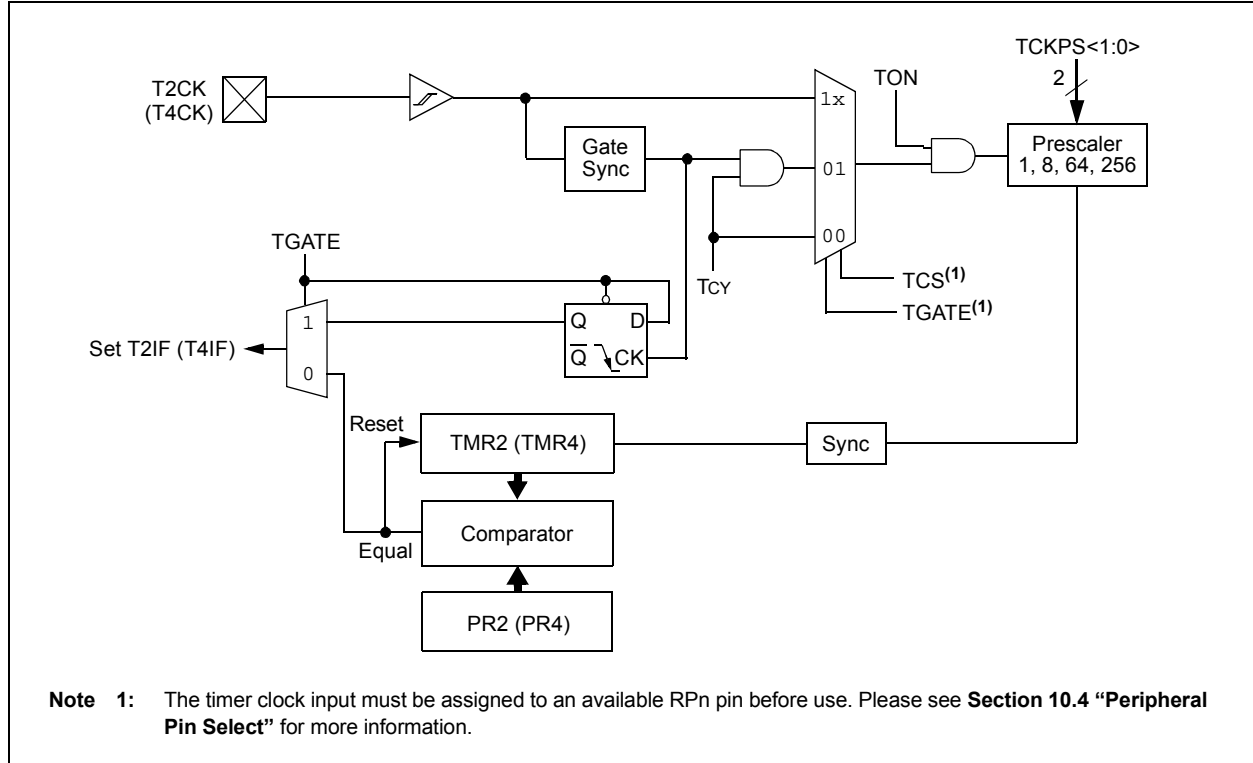 TCKPS<1:0>
2
T2CK
(T4CK)
TON
1x
Gate
Sync
Prescaler
1, 8, 64, 256
01
00
TGATE
TCY
TCS(1)
TGATE(1)
1
Q
D
Set T2IF (T4IF)
Q
CK
0
Reset
TMR2 (TMR4)
Sync
Comparator
Equal
PR2 (PR4)
Note 1: The timer clock input must be assigned to an available RPn pin before use. Please see Section 10.4 “Peripheral
Pin Select” for more information.